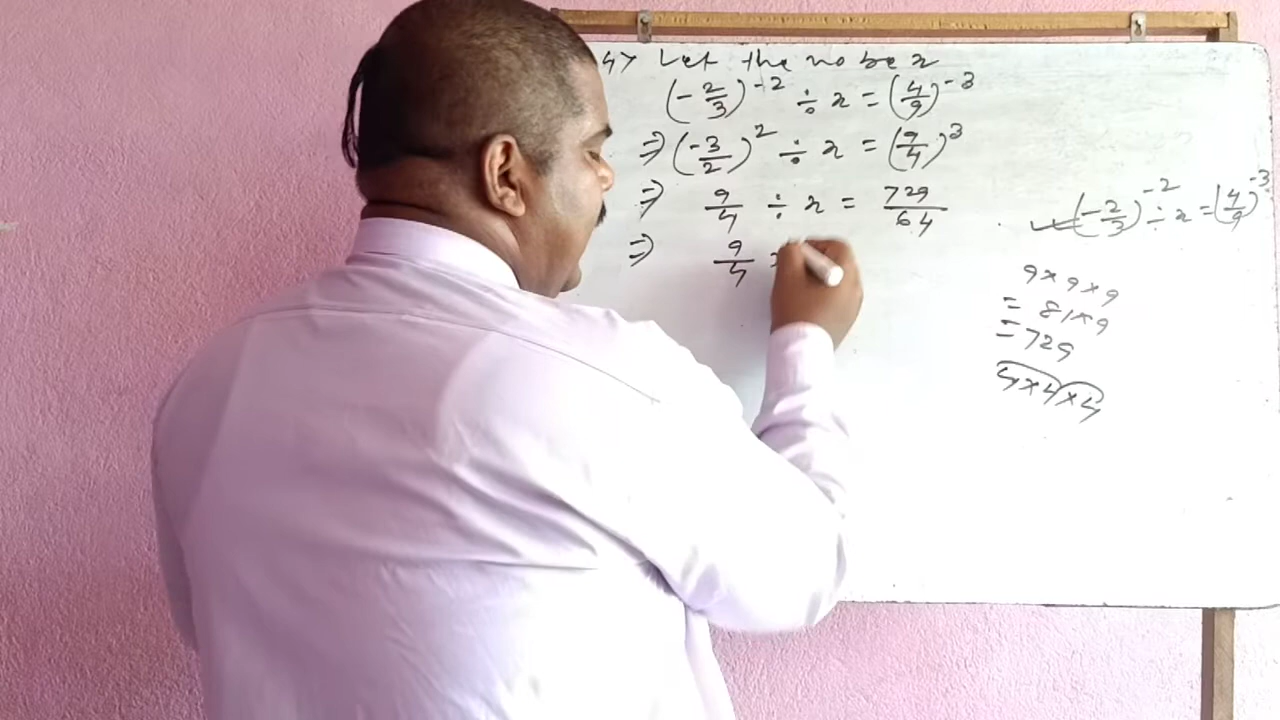 4> Let the no be x
(-2/3)^-2 ÷ x = (4/9)^-3
⇒ (-3/2)^2 ÷ x = (9/4)^3
⇒ 9/4 ÷ x = 729/64
⇒ 9/4 ×
(-2/3)^-2 ÷ x = (4/9)^-3
9×9×9
= 81×9
= 729
4×4×4